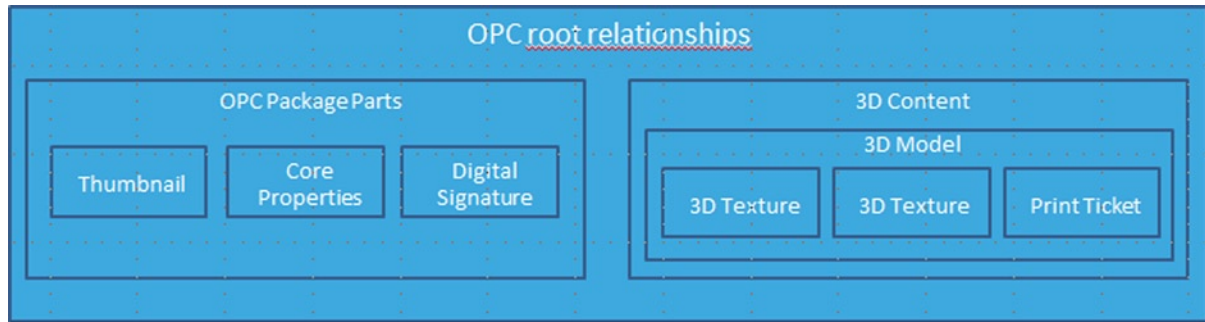 OPC root relationships
OPC Package Parts
Thumbnail
Core
Properties
Digital
Signature
3D Content
3D Model
3D Texture
3D Texture
Print Ticket